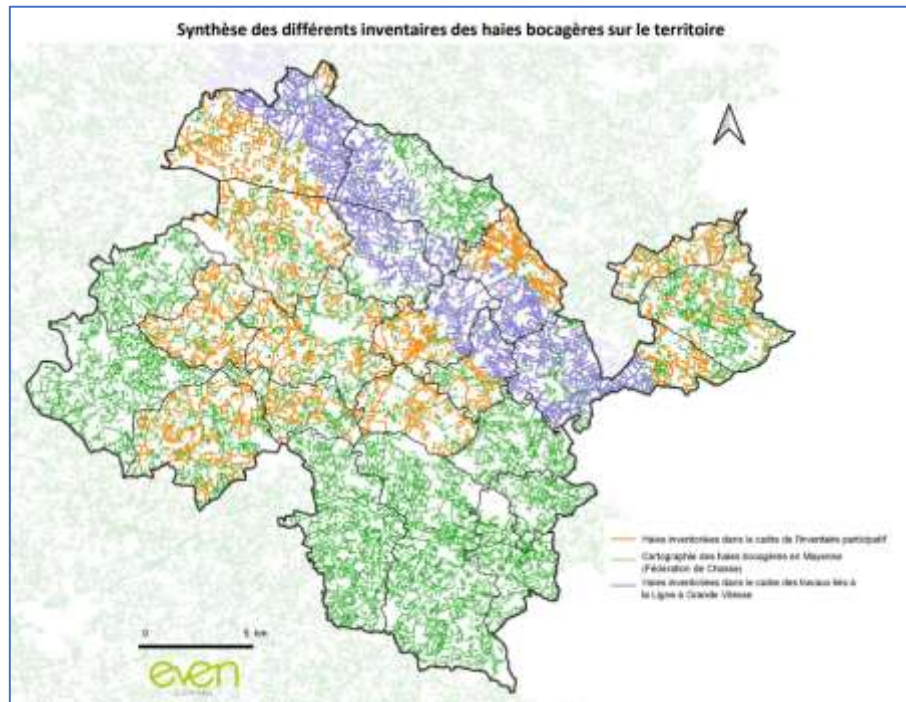 Synthèse des différents inventaires des haies bocagères sur le territoire
Haies inventoriées dans le cadre de l'inventaire participatif
Cartographie des haies bocagères en Mayenne
(Fédération de Chasse)
Haies inventoriées dans le cadre des travaux liés à
la Ligne à Grande Vitesse
0 5 km
even